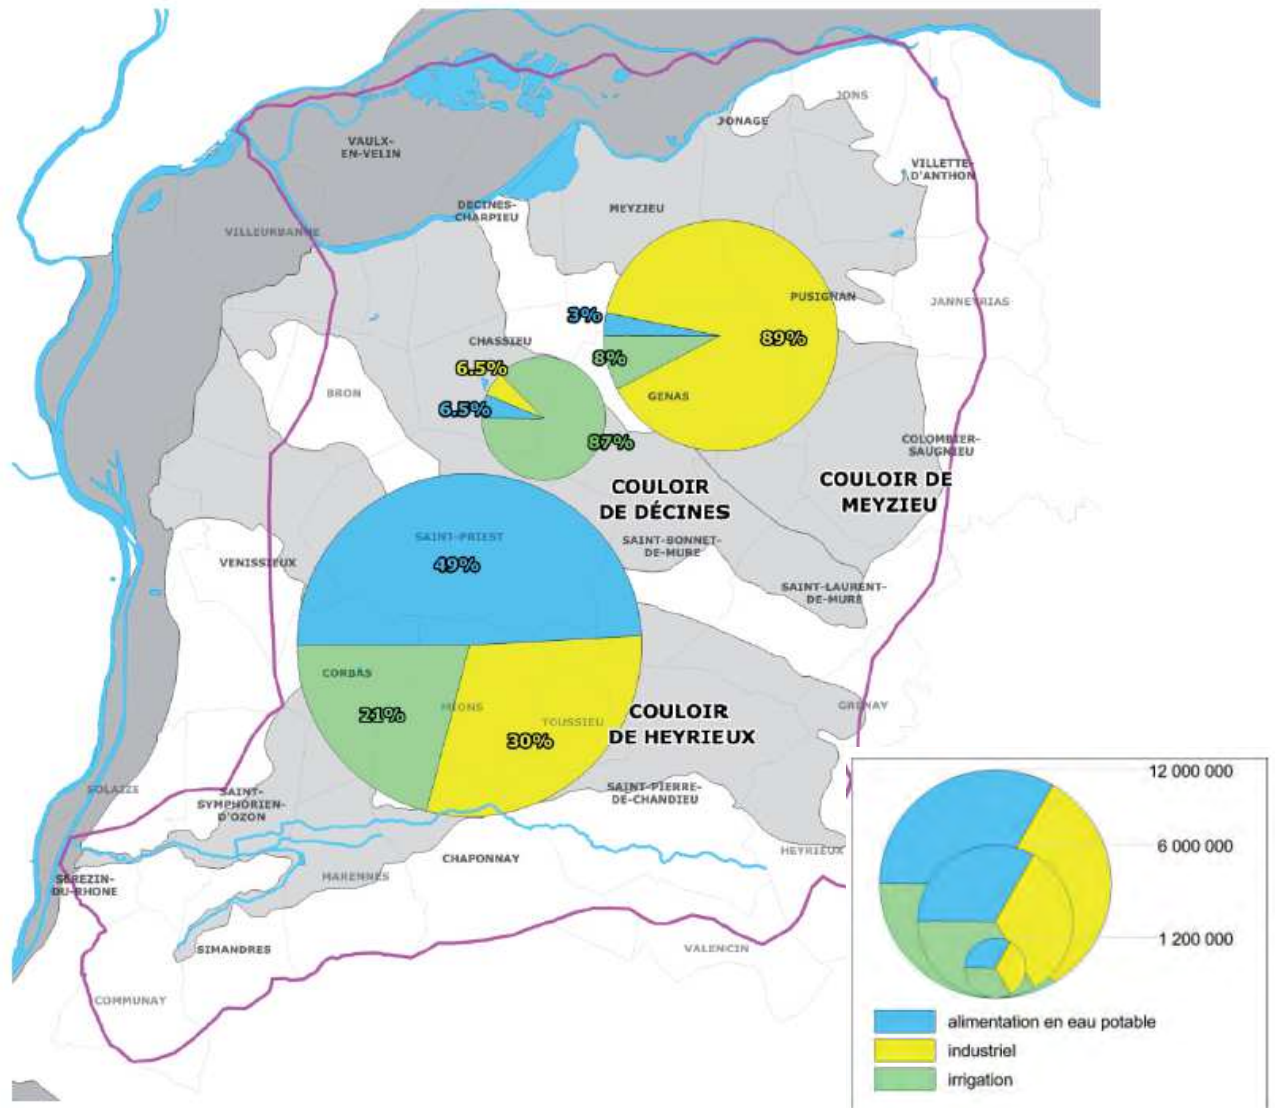 JONS
JONAGE
VAULX-
EN-VELIN
VILLETTE-
D'ANTHON
DECINES-
CHARPIEU
MEYZIEU
VILLEURBANNE
PUSIGNAN
JANNEYRIAS
3%
89%
CHASSIEU
8%
6.5%
BRON
GENAS
6.5%
87%
COLOMBIER-
SAUGNIEU
COULOIR DE
MEYZIEU
COULOIR
DE DÉCINES
SAINT-PRIEST
49%
SAINT-BONNET-
DE-MURE
VENISSIEUX
SAINT-LAURENT-
DE-MURE
CORBAS
21%
MIONS
TOUSSIEU
30%
COULOIR
DE HEYRIEUX
GRENAY
SOLAIZE
SAINT-
SYMPHORIEN-
D'OZON
SAINT-PIERRE-
DE-CHANDIEU
HEYRIEUX
CHAPONNAY
SEREZIN-
DU-RHONE
MARENNES
SIMANDRES
VALENCIN
COMMUNAY
12 000 000
6 000 000
1 200 000
alimentation en eau potable
industriel
irrigation